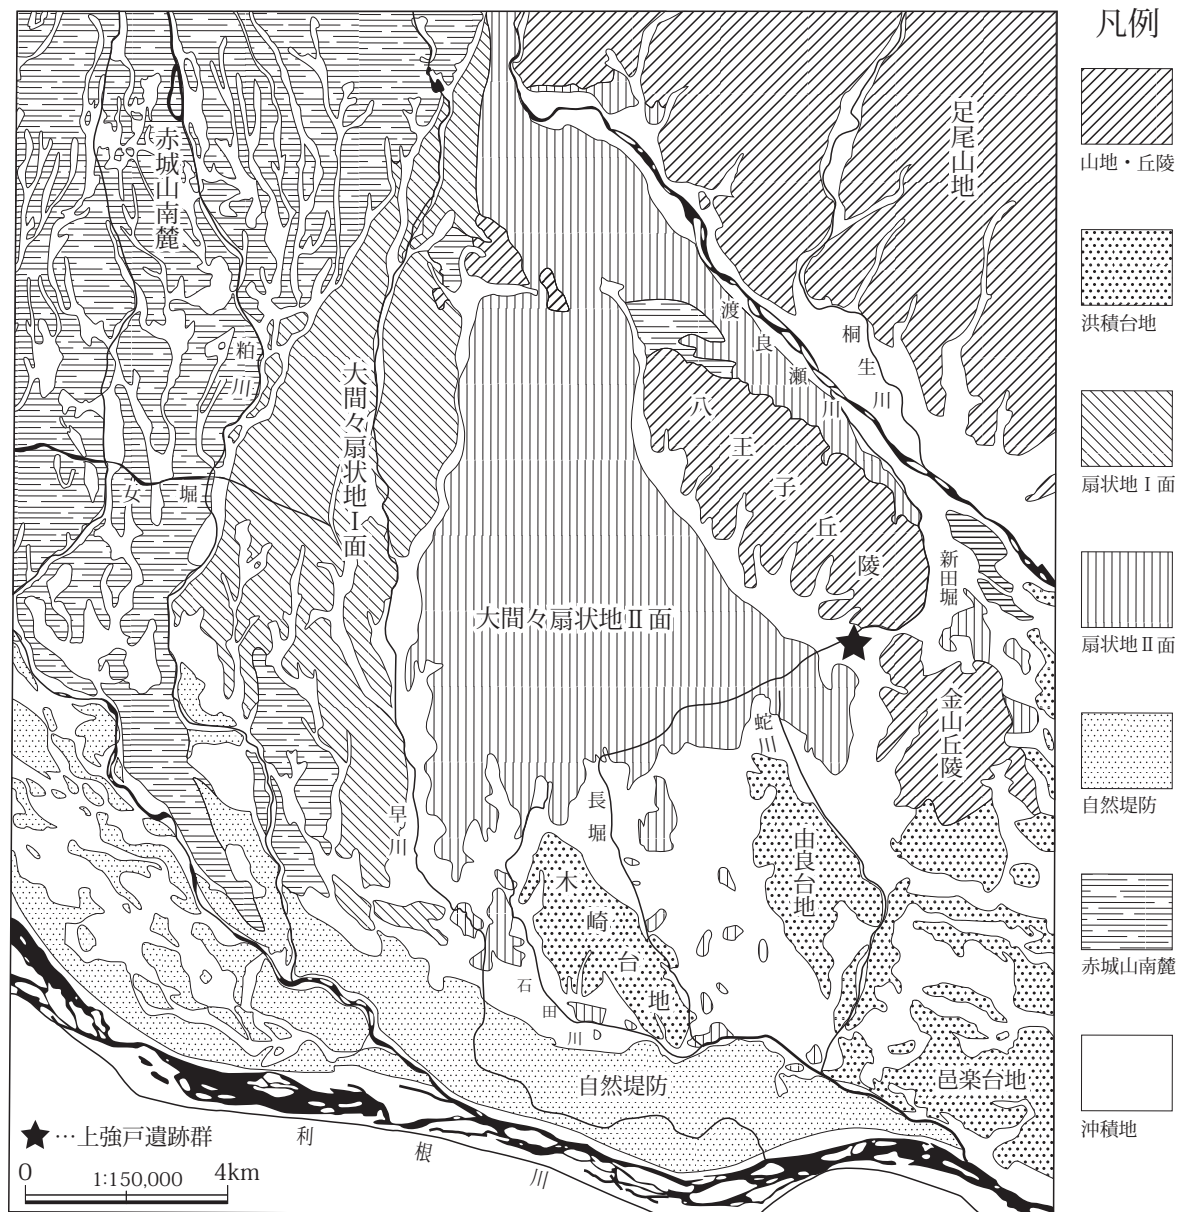 凡例
山地・丘陵
洪積台地
扇状地Ⅰ面
扇状地Ⅱ面
自然堤防
赤城山南麓
沖積地
足尾山地
赤城山南麓
粕川
女堀
大間々扇状地Ⅰ面
大間々扇状地Ⅱ面
渡良瀬川
桐生川
八王子丘陵
新田堀
金山丘陵
蛇川
早川
長堀
由良台地
木崎台地
石田川
自然堤防
邑楽台地
利根川
★…上強戸遺跡群
0 1:150,000 4km